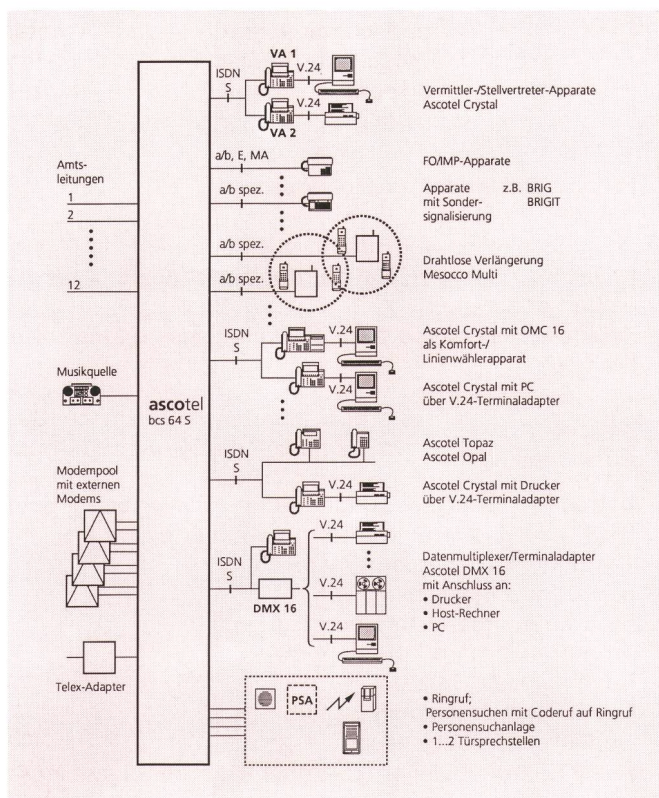 VA 1
ISDN
S
V.24
V.24
VA 2
Vermittler-/Stellvertreter-Apparate
Ascotel Crystal
a/b, E, MA
FO/IMP-Apparate
Amts-
leitungen
1
2
12
a/b spez.
Apparate z.B. BRIG
mit Sonder- BRIGIT
signalisierung
a/b spez.
a/b spez.
Drahtlose Verlängerung
Mesocco Multi
ISDN
S
V.24
V.24
Ascotel Crystal mit OMC 16
als Komfort-/
Linienwählerapparat
Ascotel Crystal mit PC
über V.24-Terminaladapter
Musikquelle
ascotel
bcs 64 S
ISDN
S
Ascotel Topaz
Ascotel Opal
V.24
Ascotel Crystal mit Drucker
über V.24-Terminaladapter
Modempool
mit externen
Modems
ISDN
S
DMX 16
V.24
V.24
V.24
Datenmultiplexer/Terminaladapter
Ascotel DMX 16
mit Anschluss an:
• Drucker
• Host-Rechner
• PC
Telex-Adapter
PSA
• Ringruf;
Personensuchen mit Coderuf auf Ringruf
• Personensuchanlage
• 1...2 Türsprechstellen